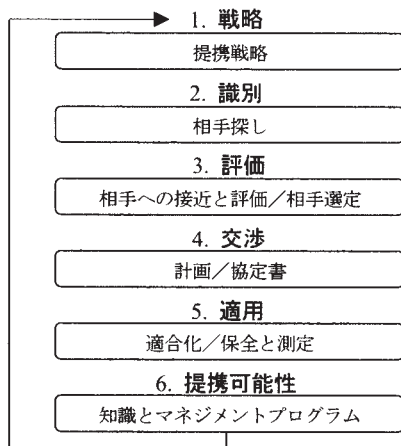 1. 戦略
提携戦略
2. 識別
相手探し
3. 評価
相手への接近と評価／相手選定
4. 交渉
計画／協定書
5. 適用
適合化／保全と測定
6. 提携可能性
知識とマネジメントプログラム